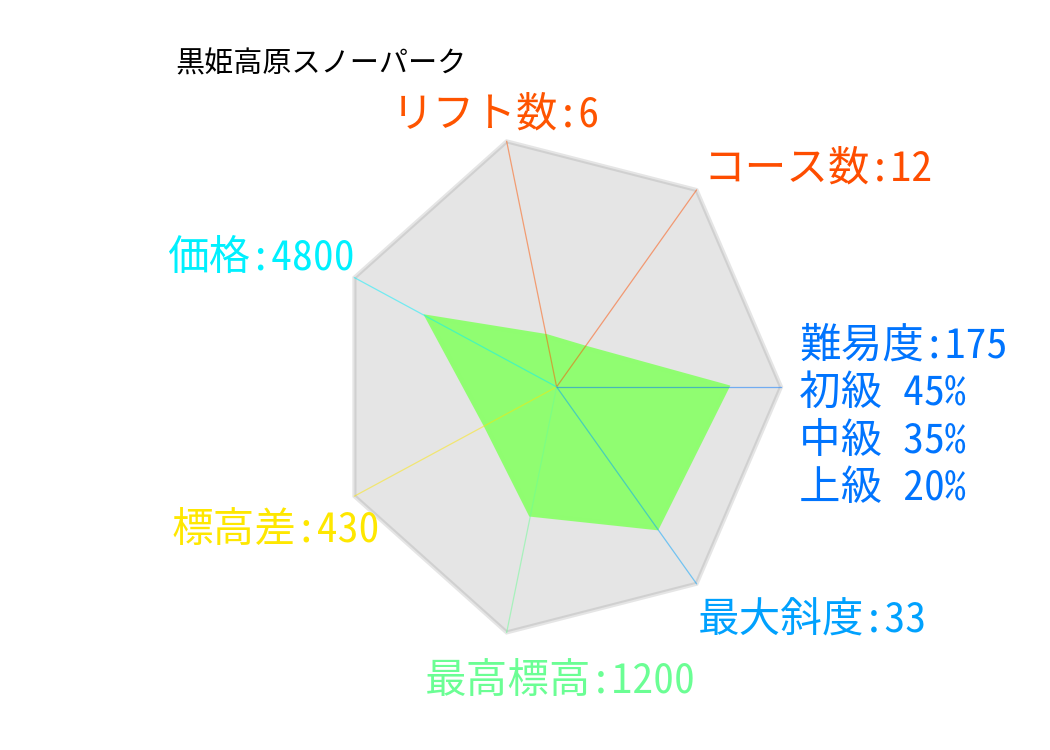 黒姫高原スノーパーク
リフト数:6
コース数:12
価格:4800
難易度:175
初級 45%
中級 35%
上級 20%
標高差:430
最大斜度:33
最高標高:1200